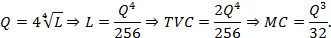 Q = 4∜L ⇒ L = Q⁴/256 ⇒ TVC = 2Q⁴/256 ⇒ MC = Q³/32.